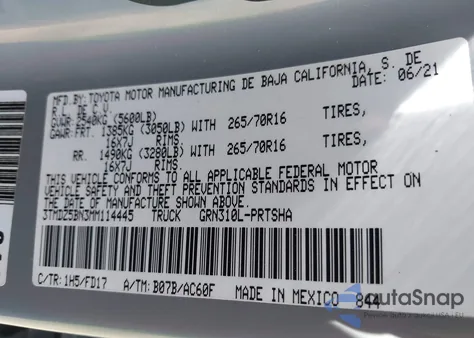 MFD.BY:TOYOTA MOTOR MANUFACTURING DE BAJA CALIFORNIA, S. DE
R.L. DE C.V. DATE: 06/21
GVWR 2540KG (5600LB)
GAWR: FRT. 1385KG (3050LB) WITH 265/70R16 TIRES,
16X7J RIMS,
RR. 1490KG (3280LB) WITH 265/70R16 TIRES,
16X7J RIMS,
THIS VEHICLE CONFORMS TO ALL APPLICABLE FEDERAL MOTOR
VEHICLE SAFETY AND THEFT PREVENTION STANDARDS IN EFFECT ON
THE DATE OF MANUFACTURE SHOWN ABOVE.
3TMDZ5BN3MM114445 TRUCK GRN310L-PRTSHA
C/TR:1H5/FD17 A/TM:B07B/AC60F MADE IN MEXICO 844
autaSnap